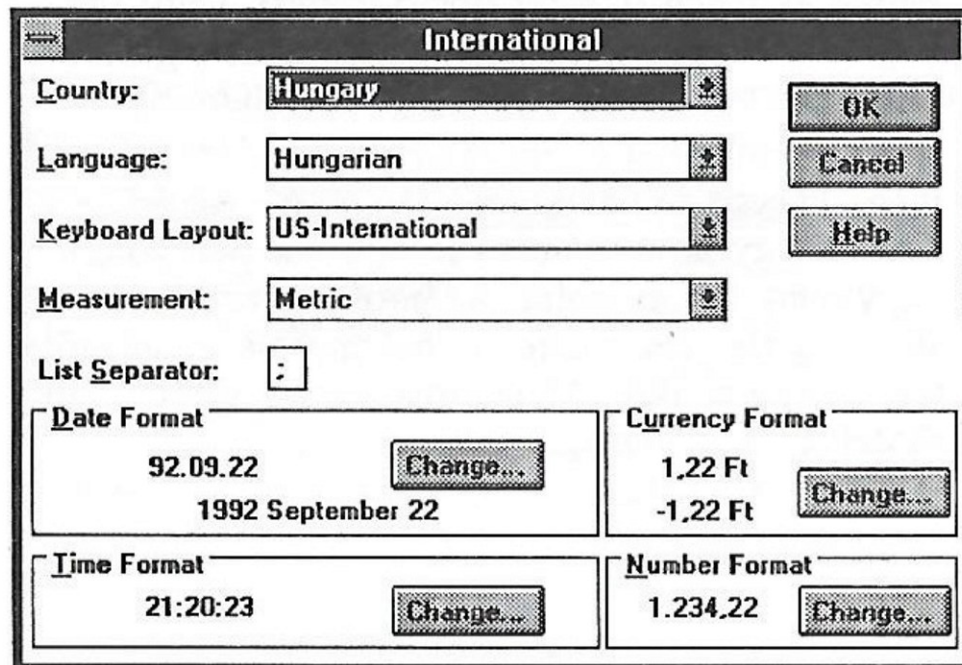 International
Country: Hungary
OK
Language: Hungarian
Cancel
Keyboard Layout: US-International
Help
Measurement: Metric
List Separator: ;
Date Format
92.09.22 Change...
1992 September 22
Currency Format
1,22 Ft
-1,22 Ft
Change...
Time Format
21:20:23 Change...
Number Format
1.234,22 Change...